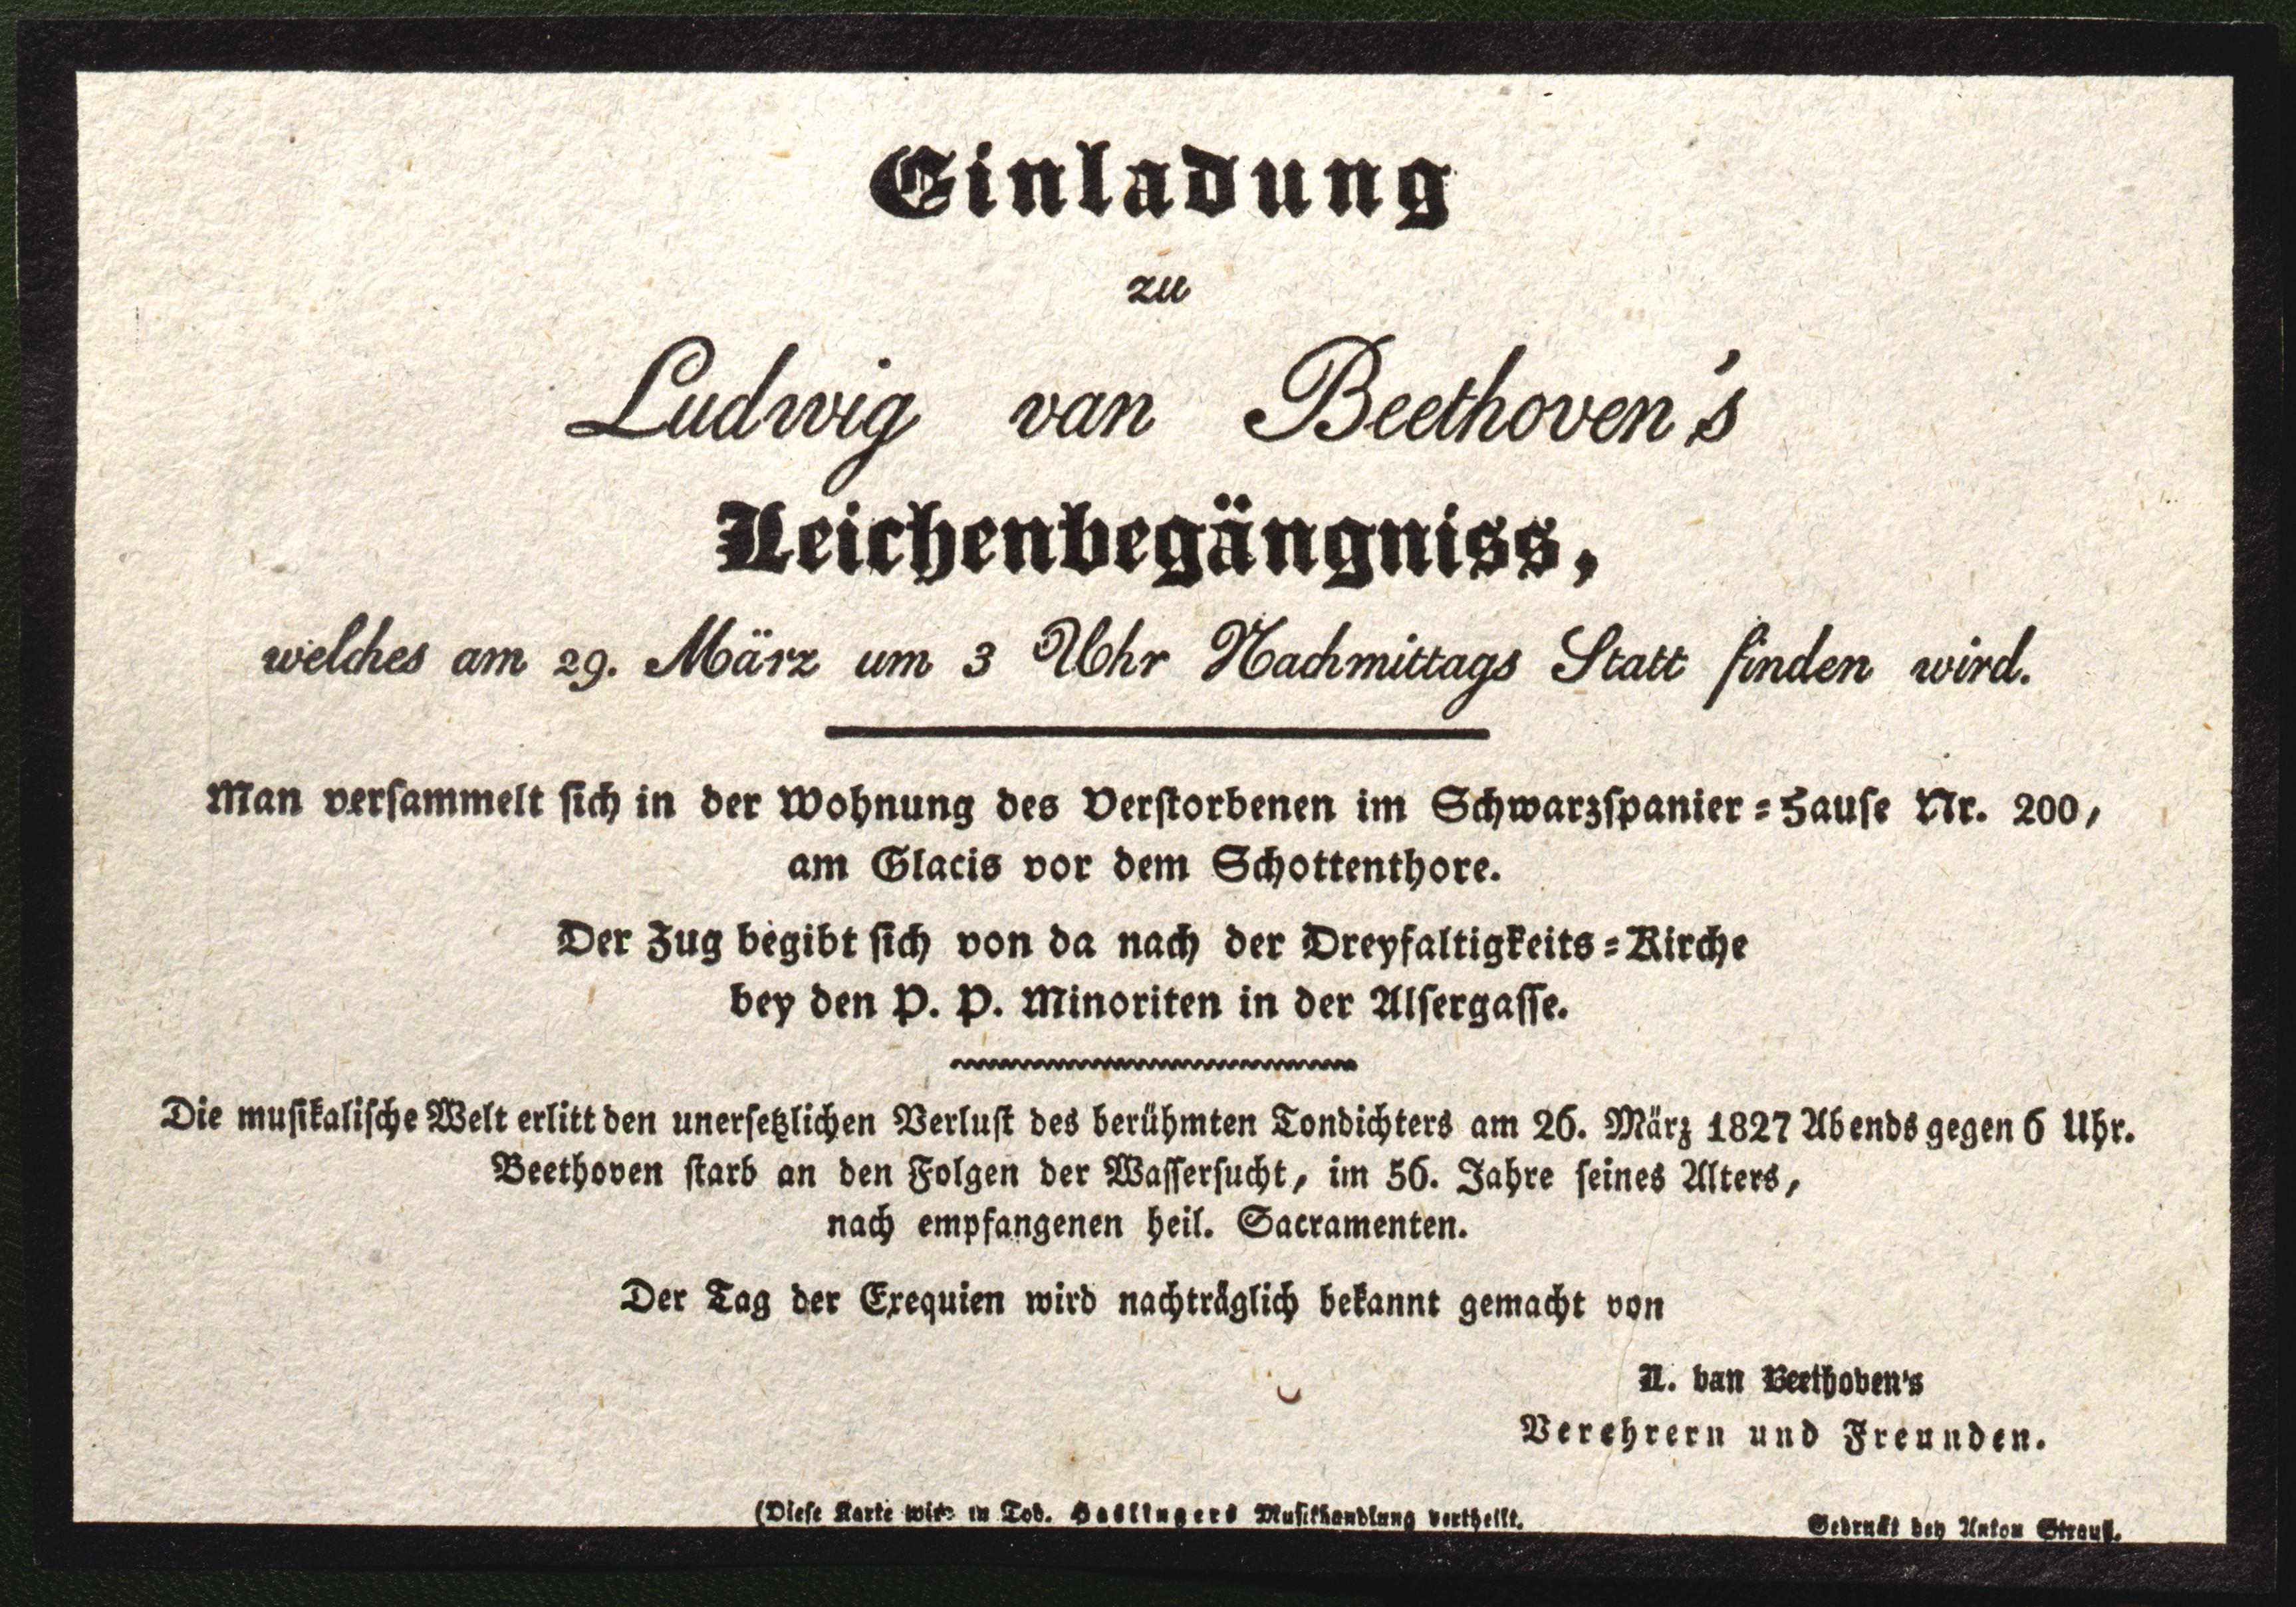 Einladung
zu
Ludwig van Beethoven's
Leichenbegängniss,
welches am 29. März um 3 Uhr Nachmittags Statt finden wird.
Man verſammelt ſich in der Wohnung des Verſtorbenen im Schwarzſpanier=Hauſe Nr. 200,
am Glacis vor dem Schottenthore.
Der Zug begibt ſich von da nach der Dreyfaltigkeits=Kirche
bey den P. P. Minoriten in der Alſergaſſe.
Die muſikaliſche Welt erlitt den unerſetzlichen Verluſt des berühmten Tondichters am 26. März 1827 Abends gegen 6 Uhr.
Beethoven ſtarb an den Folgen der Waſſerſucht, im 56. Jahre ſeines Alters,
nach empfangenen heil. Sacramenten.
Der Tag der Exequien wird nachträglich bekannt gemacht von
L. van Beethoven's
Verehrern und Freunden.
(Dieſe Karte wird in Tob. Haslingers Muſikhandlung vertheilt.
Gedruckt bey Anton Strauß.